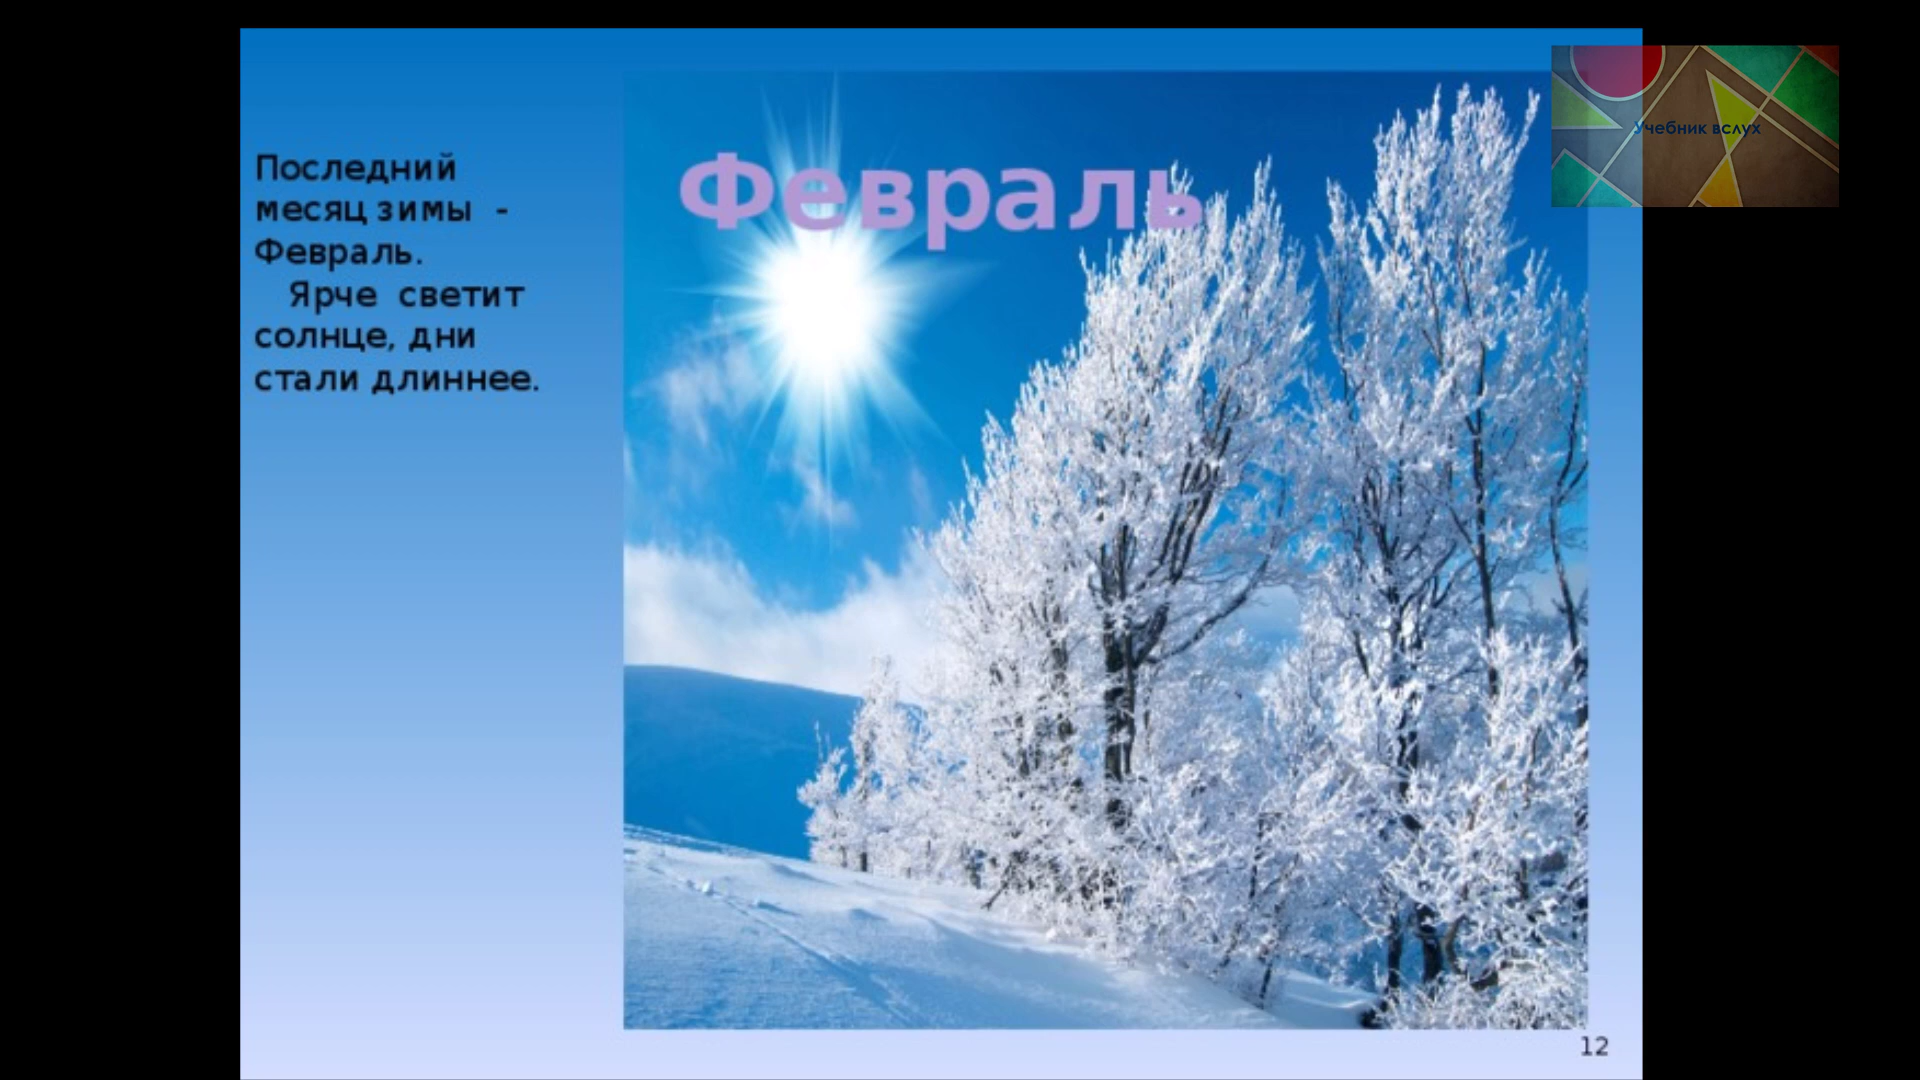 Февраль
Учебник вслух
Последний
месяц зимы -
Февраль.
Ярче светит
солнце, дни
стали длиннее.
12